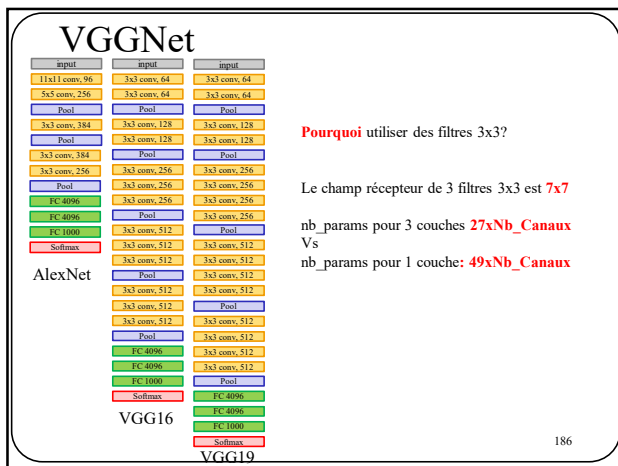 VGGNet
input
11x11 conv, 96
5x5 conv, 256
Pool
3x3 conv, 384
Pool
3x3 conv, 384
3x3 conv, 256
Pool
FC 4096
FC 4096
FC 1000
Softmax
AlexNet
input
3x3 conv, 64
3x3 conv, 64
Pool
3x3 conv, 128
3x3 conv, 128
Pool
3x3 conv, 256
3x3 conv, 256
3x3 conv, 256
Pool
3x3 conv, 512
3x3 conv, 512
3x3 conv, 512
Pool
3x3 conv, 512
3x3 conv, 512
3x3 conv, 512
Pool
FC 4096
FC 4096
FC 1000
Softmax
VGG16
input
3x3 conv, 64
3x3 conv, 64
Pool
3x3 conv, 128
3x3 conv, 128
Pool
3x3 conv, 256
3x3 conv, 256
3x3 conv, 256
3x3 conv, 256
Pool
3x3 conv, 512
3x3 conv, 512
3x3 conv, 512
3x3 conv, 512
Pool
3x3 conv, 512
3x3 conv, 512
3x3 conv, 512
3x3 conv, 512
Pool
FC 4096
FC 4096
FC 1000
Softmax
VGG19
Pourquoi utiliser des filtres 3x3?
Le champ récepteur de 3 filtres 3x3 est 7x7
nb_params pour 3 couches 27xNb_Canaux
Vs
nb_params pour 1 couche: 49xNb_Canaux
186